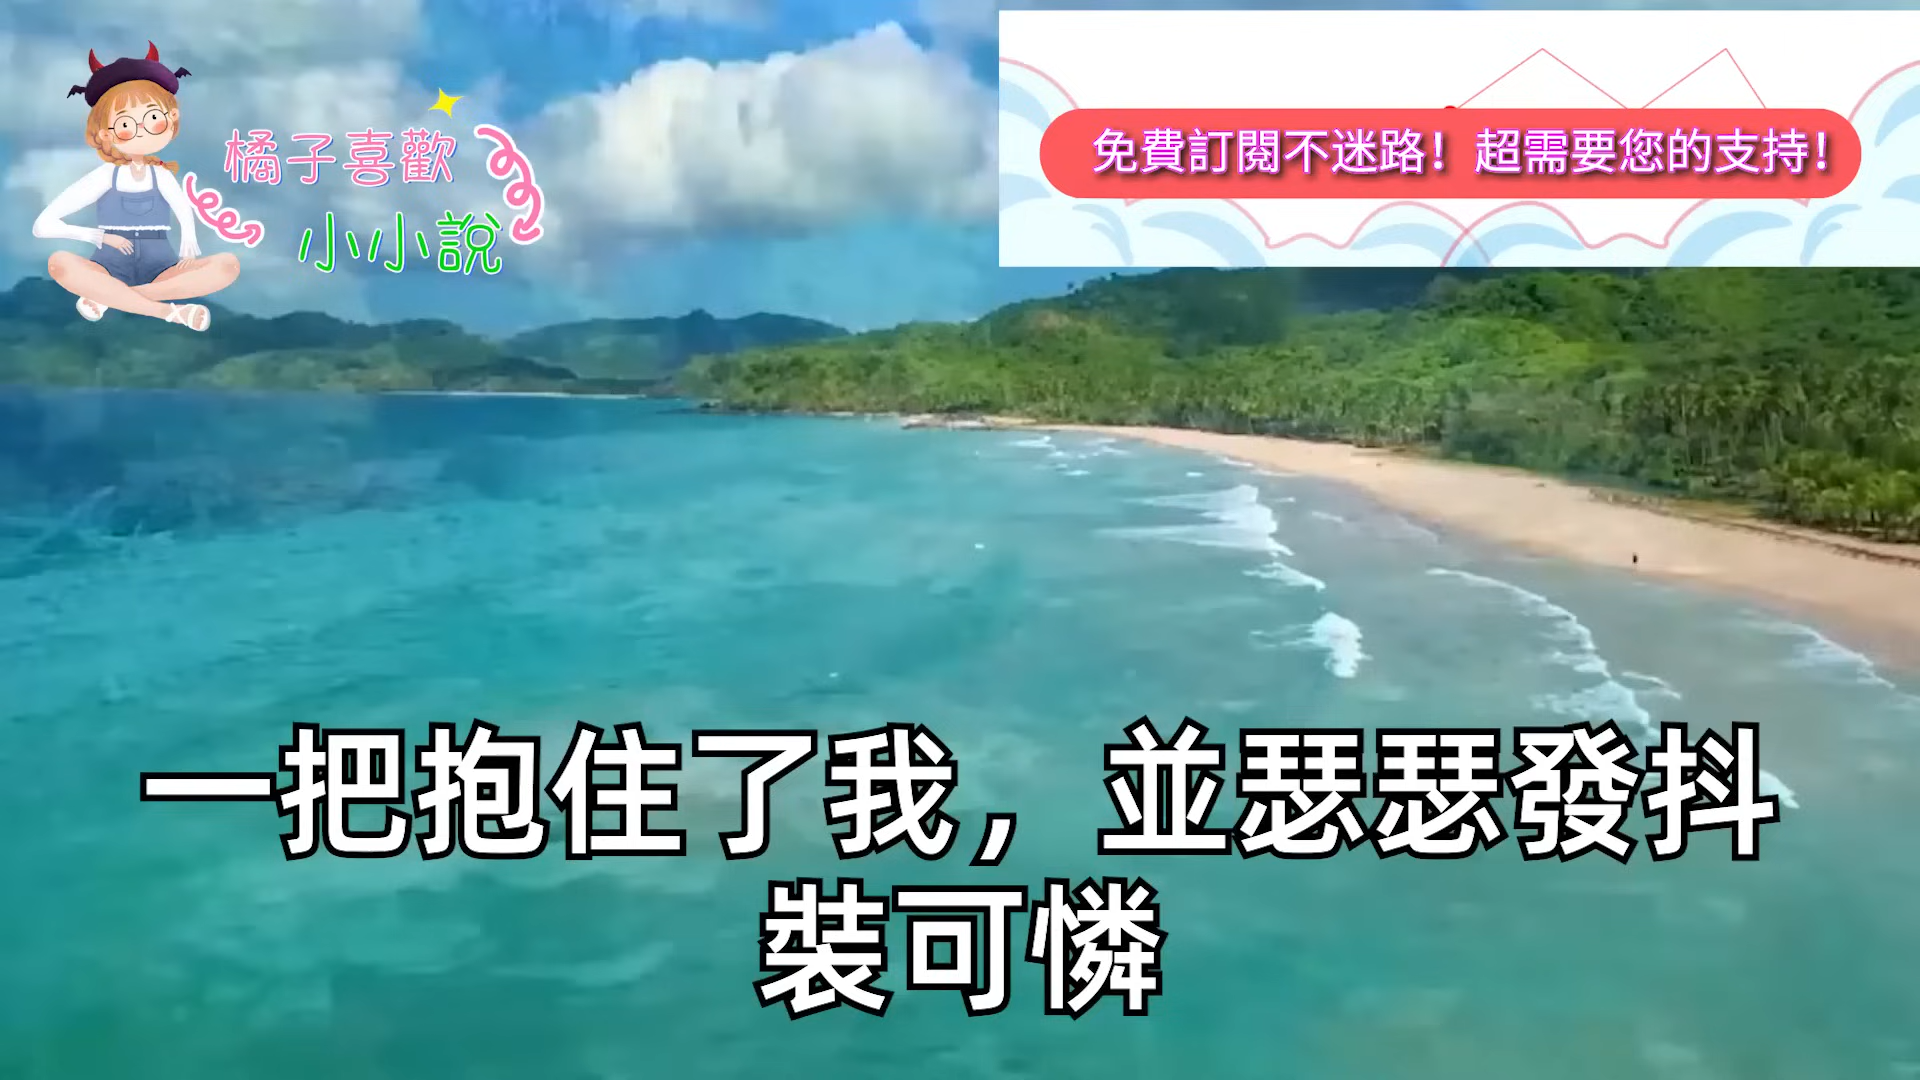 橘子喜歡
小小說
免費訂閱不迷路！超需要您的支持！
一把抱住了我，並瑟瑟發抖
裝可憐